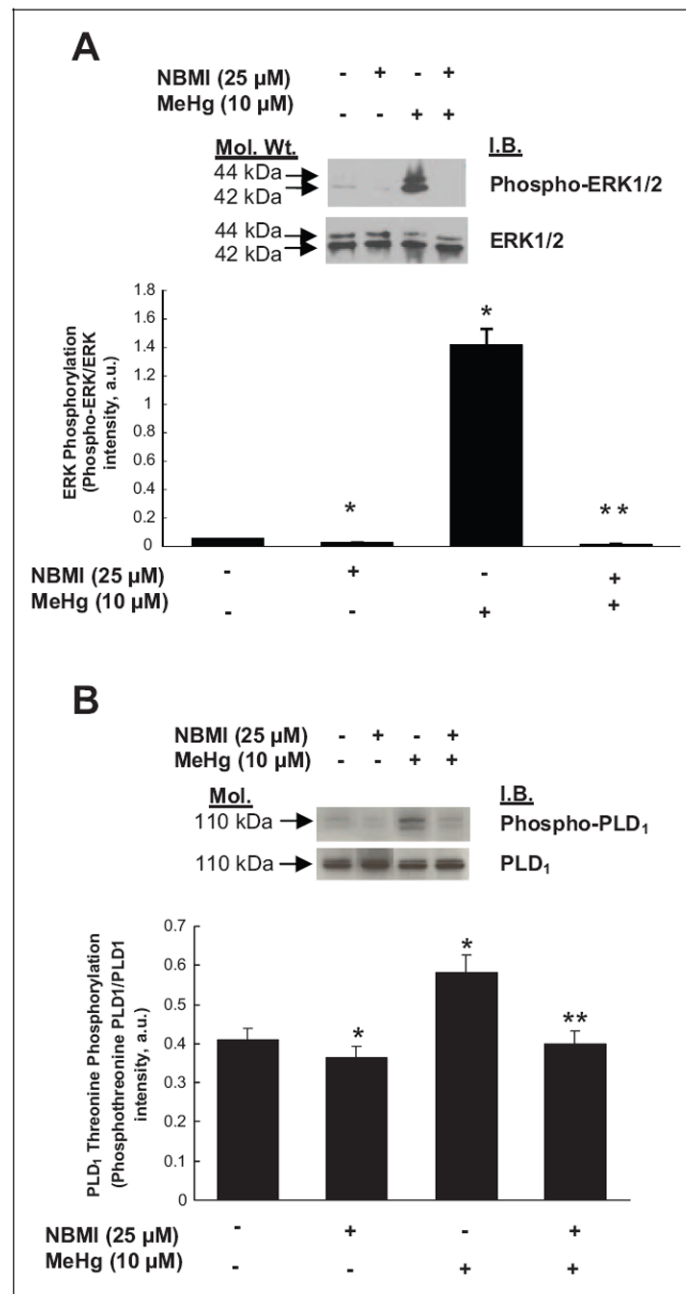 A
NBMI (25 µM) - + - +
MeHg (10 µM) - - + +
Mol. Wt. I.B.
44 kDa
42 kDa
Phospho-ERK1/2
44 kDa
42 kDa
ERK1/2
ERK Phosphorylation
(Phospho-ERK/ERK
intensity, a.u.)
1.8
1.6
1.4
1.2
1
0.8
0.6
0.4
0.2
0
*
*
**
NBMI (25 µM) - + - +
MeHg (10 µM) - - + +
B
NBMI (25 µM) - + - +
MeHg (10 µM) - - + +
Mol. I.B.
110 kDa Phospho-PLD₁
110 kDa PLD₁
PLD₁ Threonine Phosphorylation
(Phosphothreonine PLD1/PLD1
intensity, a.u.)
0.7
0.6
0.5
0.4
0.3
0.2
0.1
0
*
*
**
NBMI (25 µM) - + - +
MeHg (10 µM) - - + +